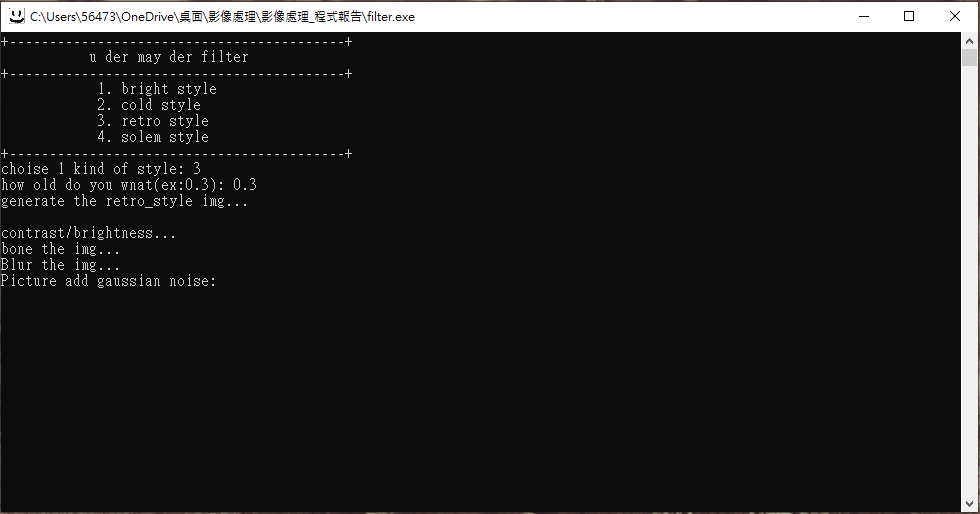 C:\Users\56473\OneDrive\桌面\影像處理\影像處理_程式報告\filter.exe
+------------------------------------------+
u der may der filter
+------------------------------------------+
1. bright style
2. cold style
3. retro style
4. solem style
+------------------------------------------+
choise 1 kind of style: 3
how old do you wnat(ex:0.3): 0.3
generate the retro_style img...
contrast/brightness...
bone the img...
Blur the img...
Picture add gaussian noise: